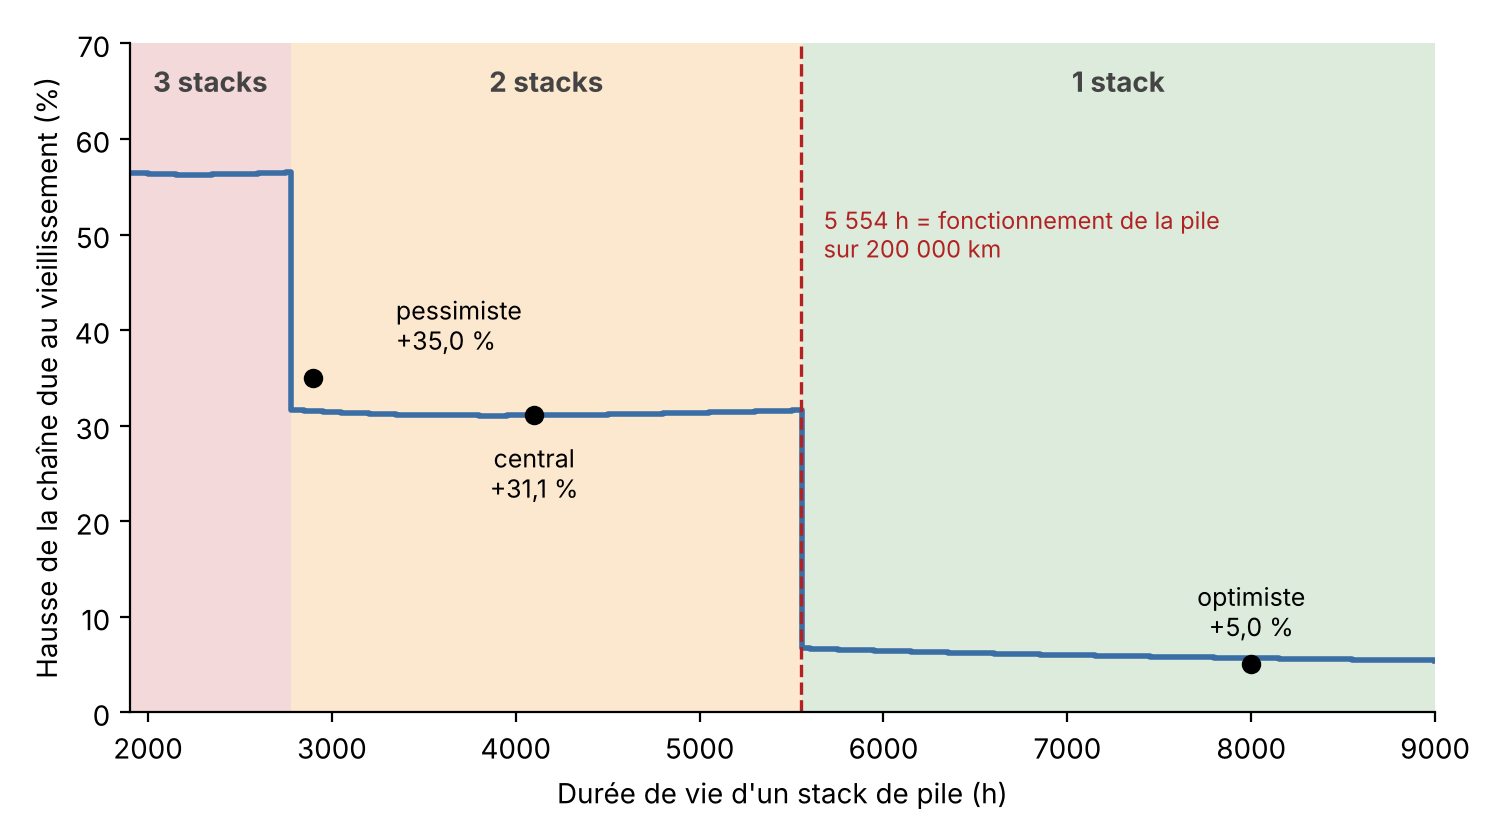 70
60
50
40
30
20
10
0
Hausse de la chaîne due au vieillissement (%)
3 stacks
2 stacks
1 stack
5 554 h = fonctionnement de la pile
sur 200 000 km
pessimiste
+35,0 %
central
+31,1 %
optimiste
+5,0 %
2000
3000
4000
5000
6000
7000
8000
9000
Durée de vie d'un stack de pile (h)